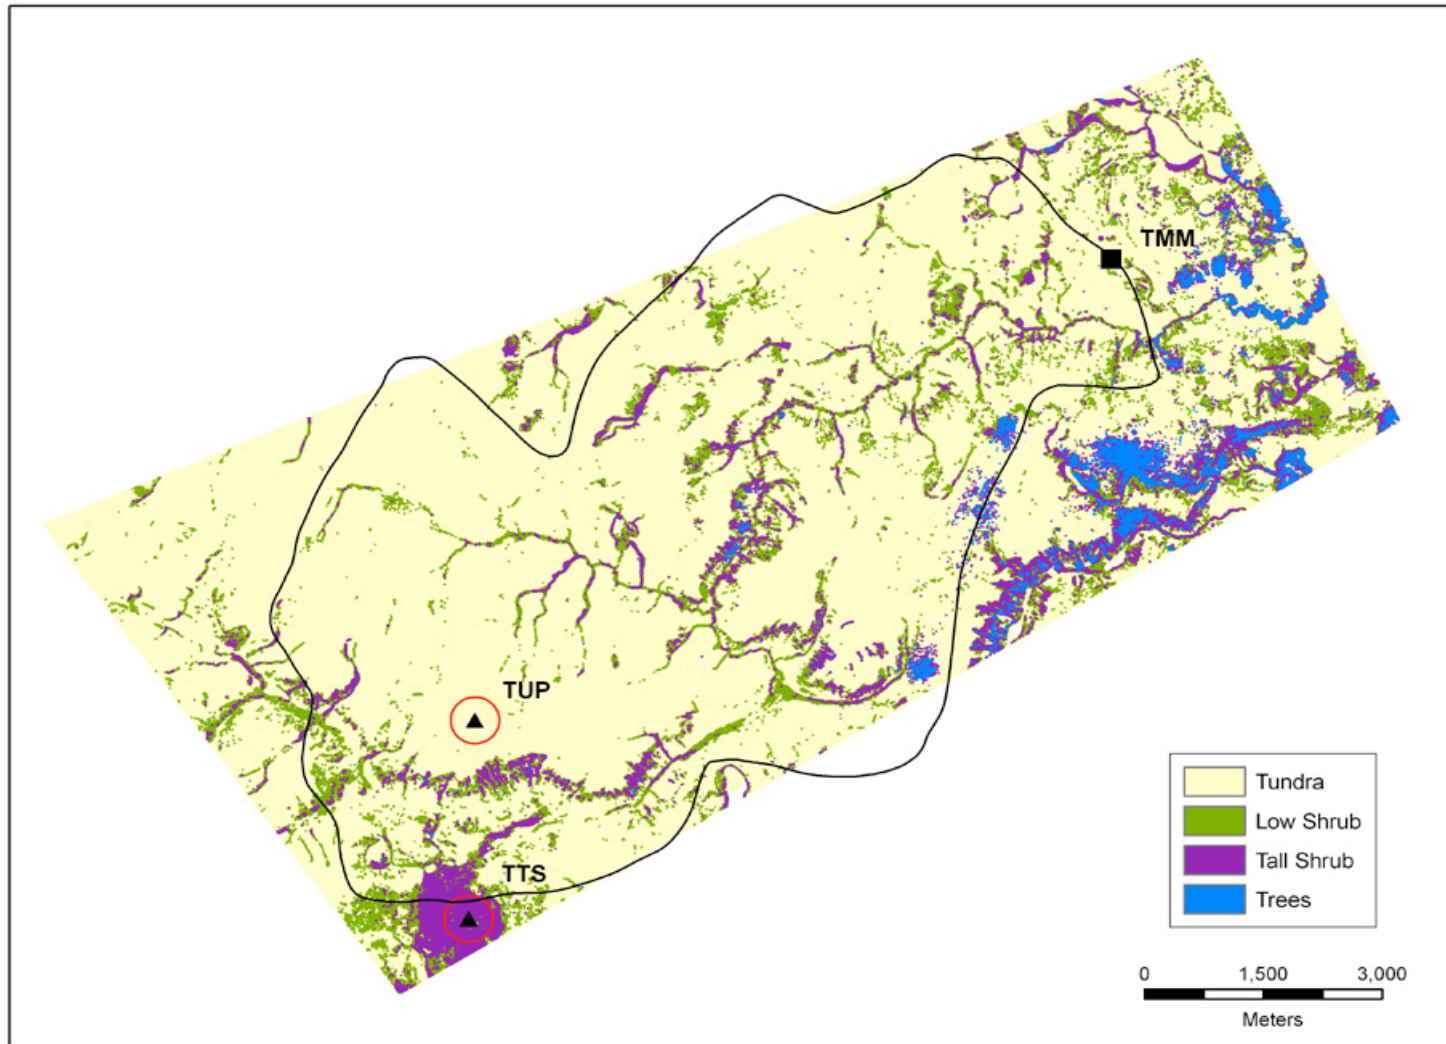 TMM
TUP
TTS
Tundra
Low Shrub
Tall Shrub
Trees
0 1,500 3,000
Meters